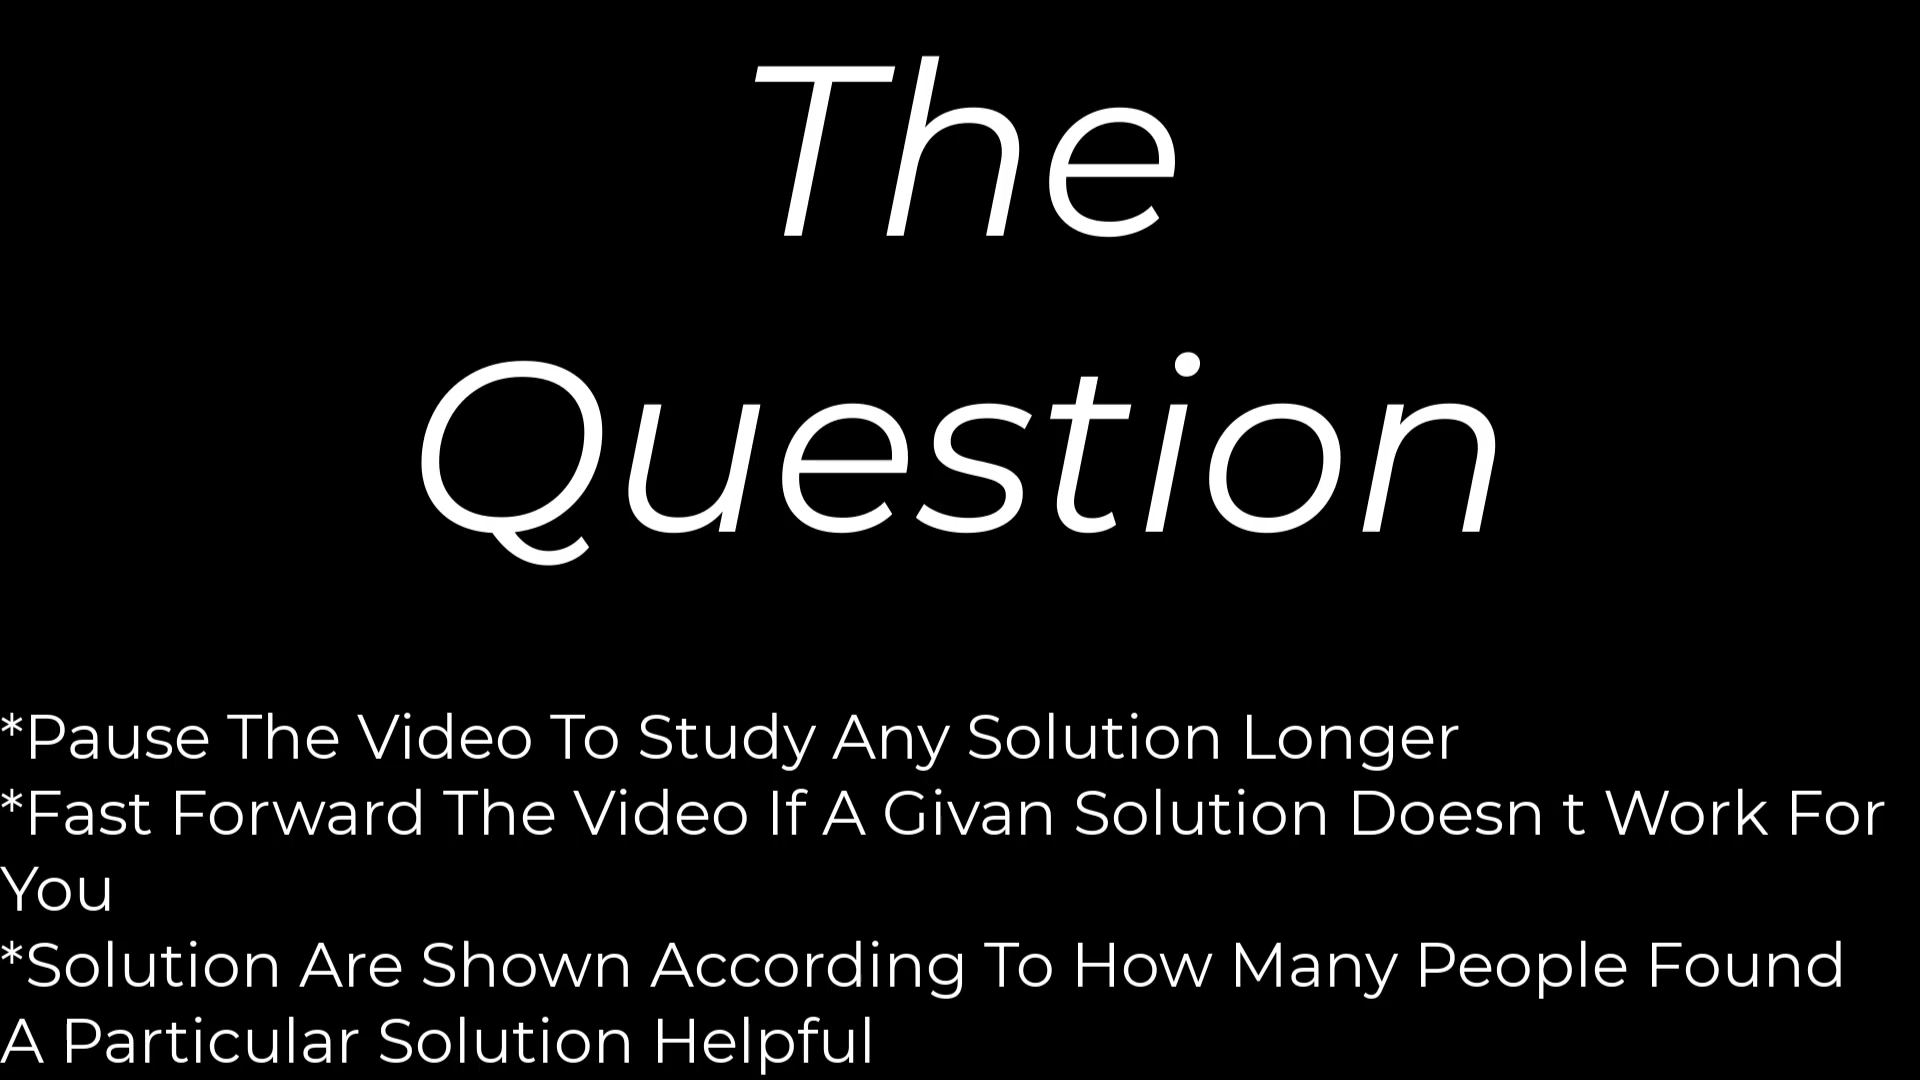 The
Question
*Pause The Video To Study Any Solution Longer
*Fast Forward The Video If A Givan Solution Doesn t Work For
You
*Solution Are Shown According To How Many People Found
A Particular Solution Helpful